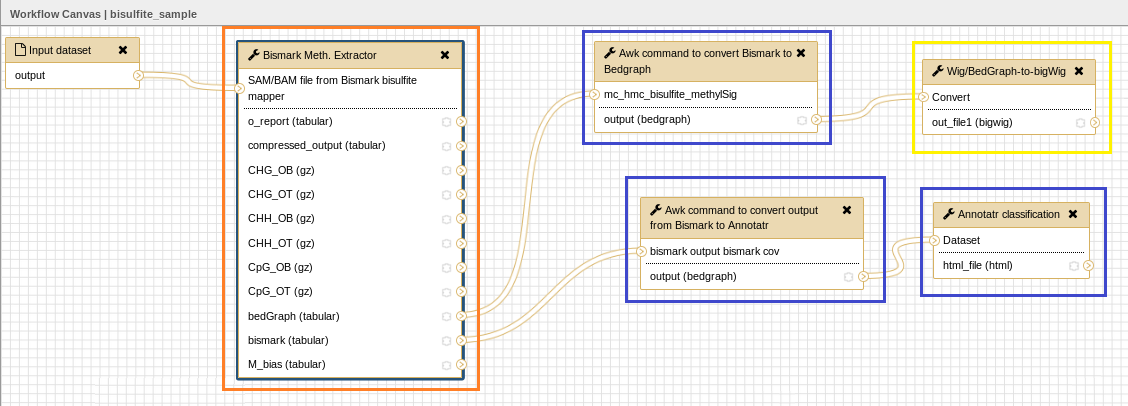 Workflow Canvas | bisulfite_sample
Input dataset
output
Bismark Meth. Extractor
SAM/BAM file from Bismark bisulfite
mapper
o_report (tabular)
compressed_output (tabular)
CHG_OB (gz)
CHG_OT (gz)
CHH_OB (gz)
CHH_OT (gz)
CpG_OB (gz)
CpG_OT (gz)
bedGraph (tabular)
bismark (tabular)
M_bias (tabular)
Awk command to convert Bismark to
Bedgraph
mc_hmc_bisulfite_methylSig
output (bedgraph)
Wig/BedGraph-to-bigWig
Convert
out_file1 (bigwig)
Awk command to convert output
from Bismark to Annotatr
bismark output bismark cov
output (bedgraph)
Annotatr classification
Dataset
html_file (html)